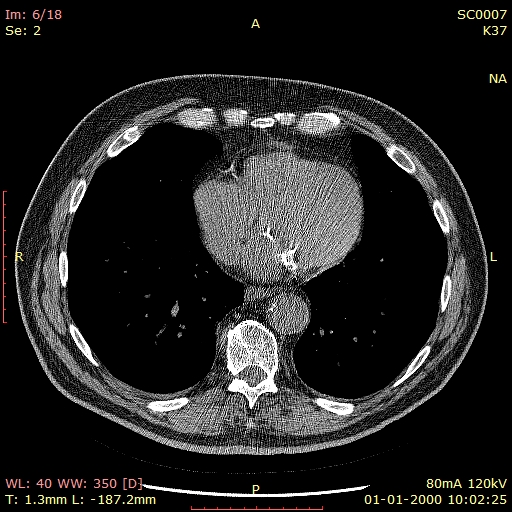 Im: 6/18
Se: 2
A
SC0007
K37
NA
R
L
WL: 40 WW: 350 [D]
T: 1.3mm L: -187.2mm
P
80mA 120kV
01-01-2000 10:02:25